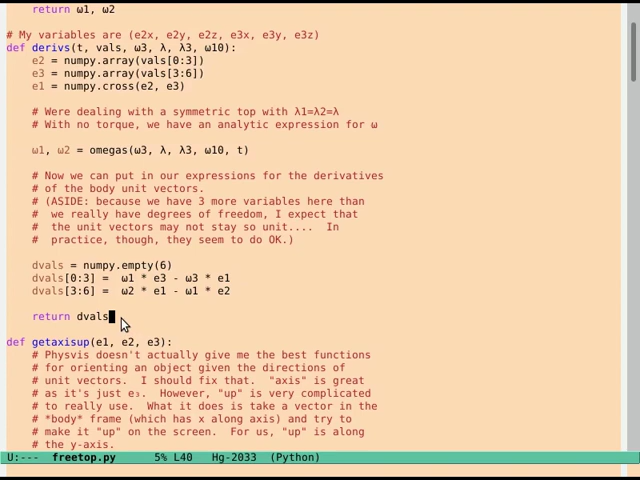 return ω1, ω2
# My variables are (e2x, e2y, e2z, e3x, e3y, e3z)
def derivs(t, vals, ω3, λ, λ3, ω10):
e2 = numpy.array(vals[0:3])
e3 = numpy.array(vals[3:6])
e1 = numpy.cross(e2, e3)
# Were dealing with a symmetric top with λ1=λ2=λ
# With no torque, we have an analytic expression for ω
ω1, ω2 = omegas(ω3, λ, λ3, ω10, t)
# Now we can put in our expressions for the derivatives
# of the body unit vectors.
# (ASIDE: because we have 3 more variables here than
#  we really have degrees of freedom, I expect that
#  the unit vectors may not stay so unit....  In
#  practice, though, they seem to do OK.)
dvals = numpy.empty(6)
dvals[0:3] =  ω1 * e3 - ω3 * e1
dvals[3:6] =  ω2 * e1 - ω1 * e2
return dvals
def getaxisup(e1, e2, e3):
# Physvis doesn't actually give me the best functions
# for orienting an object given the directions of
# unit vectors.  I should fix that.  "axis" is great
# as it's just e₃.  However, "up" is very complicated
# to really use.  What it does is take a vector in the
# *body* frame (which has x along axis) and try to
# make it "up" on the screen.  For us, "up" is along
# the y-axis.
U:---  freetop.py     5% L40   Hg-2033  (Python)